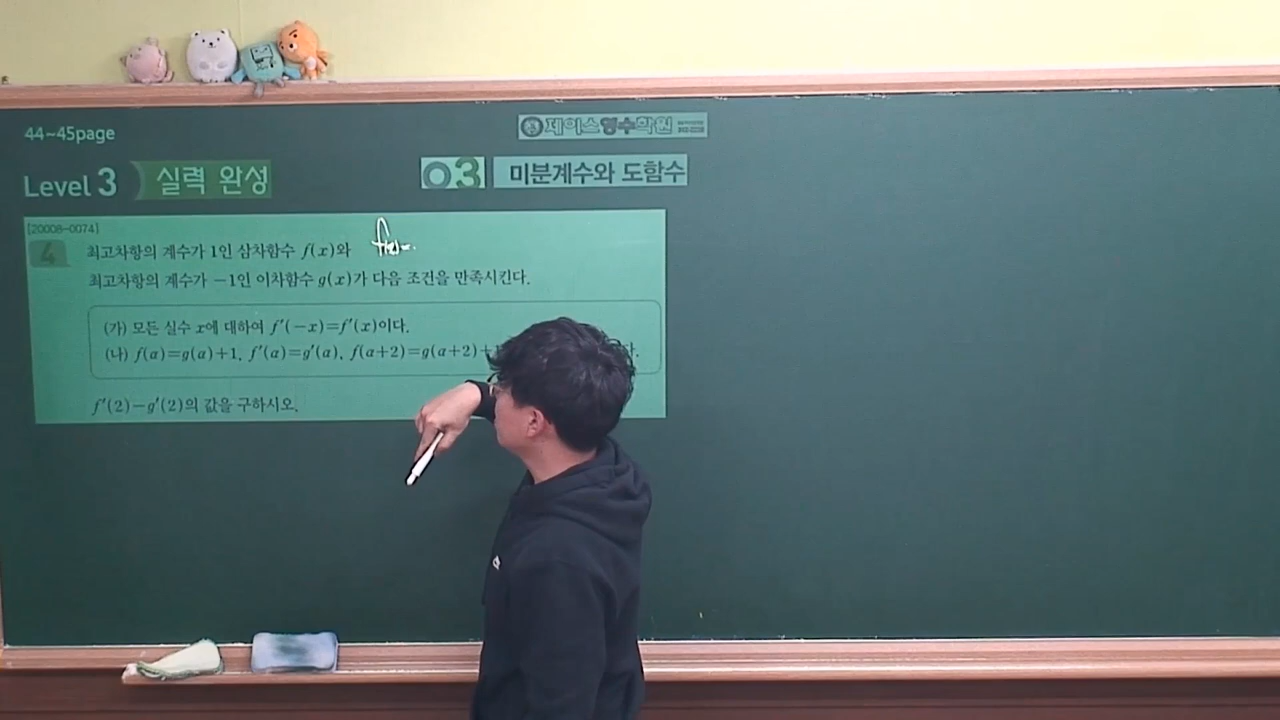 44~45page
제이스영수학원
Level 3 실력 완성
03 미분계수와 도함수
[20008-0074]
4 최고차항의 계수가 1인 삼차함수 f(x)와
최고차항의 계수가 -1인 이차함수 g(x)가 다음 조건을 만족시킨다.
(가) 모든 실수 x에 대하여 f'(-x)=f'(x)이다.
(나) f(a)=g(a)+1, f'(a)=g'(a), f(a+2)=g(a+2)+
f'(2)-g'(2)의 값을 구하시오.